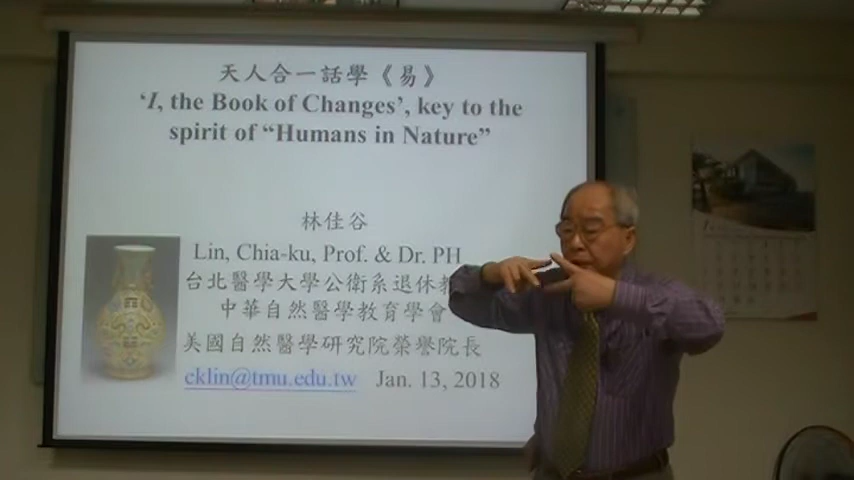 天人合一話學《易》
‘I, the Book of Changes’, key to the
spirit of “Humans in Nature”
林佳谷
Lin, Chia-ku, Prof. & Dr. PH
台北醫學大學公衛系退休教
中華自然醫學教育學會
美國自然醫學研究院榮譽院長
cklin@tmu.edu.tw Jan. 13, 2018